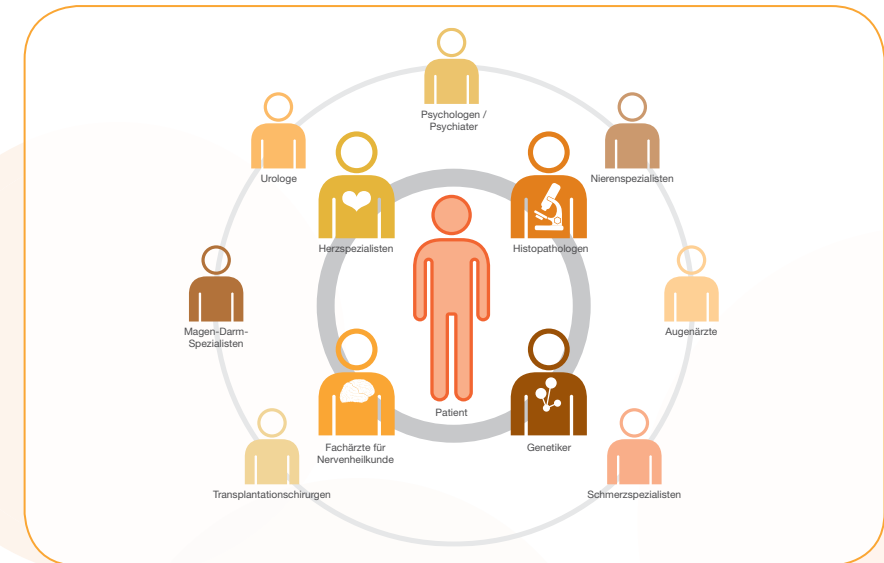 Psychologen /
Psychiater
Urologe
Nierenspezialisten
Herzspezialisten
Histopathologen
Magen-Darm-
Spezialisten
Augenärzte
Patient
Fachärzte für
Nervenheilkunde
Genetiker
Transplantationschirurgen
Schmerzspezialisten